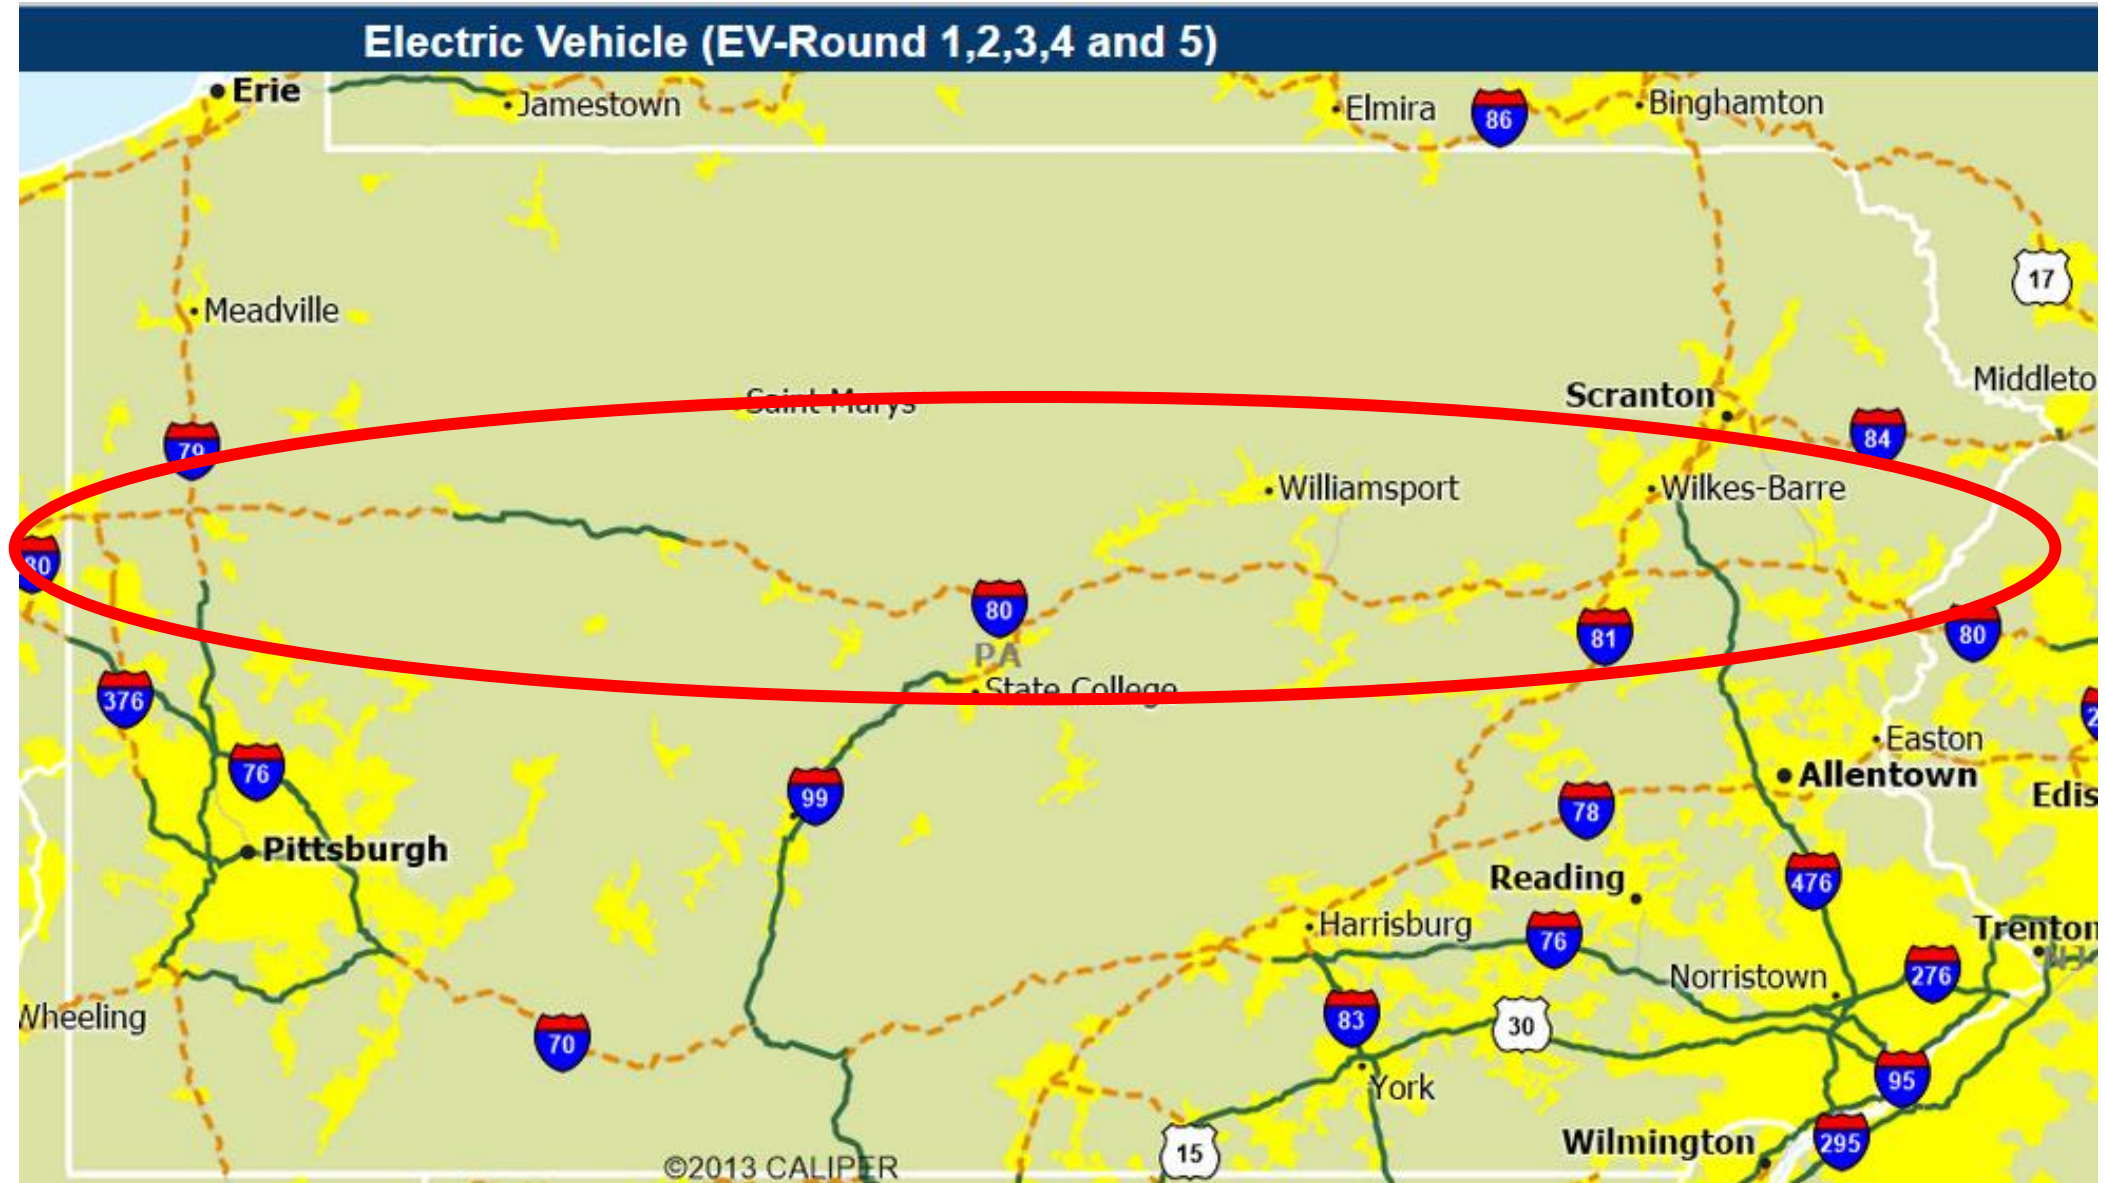 Electric Vehicle (EV-Round 1,2,3,4 and 5)
Erie
Jamestown
Elmira
86
Binghamton
17
Meadville
Middleto
Saint Marys
Scranton
79
84
Williamsport
Wilkes-Barre
80
80
81
80
PA
State College
376
Easton
76
99
Allentown
78
Edis
Pittsburgh
Reading
476
Harrisburg
76
Trenton
NJ
Norristown
276
Wheeling
83
30
70
95
York
15
Wilmington
295
©2013 CALIPER